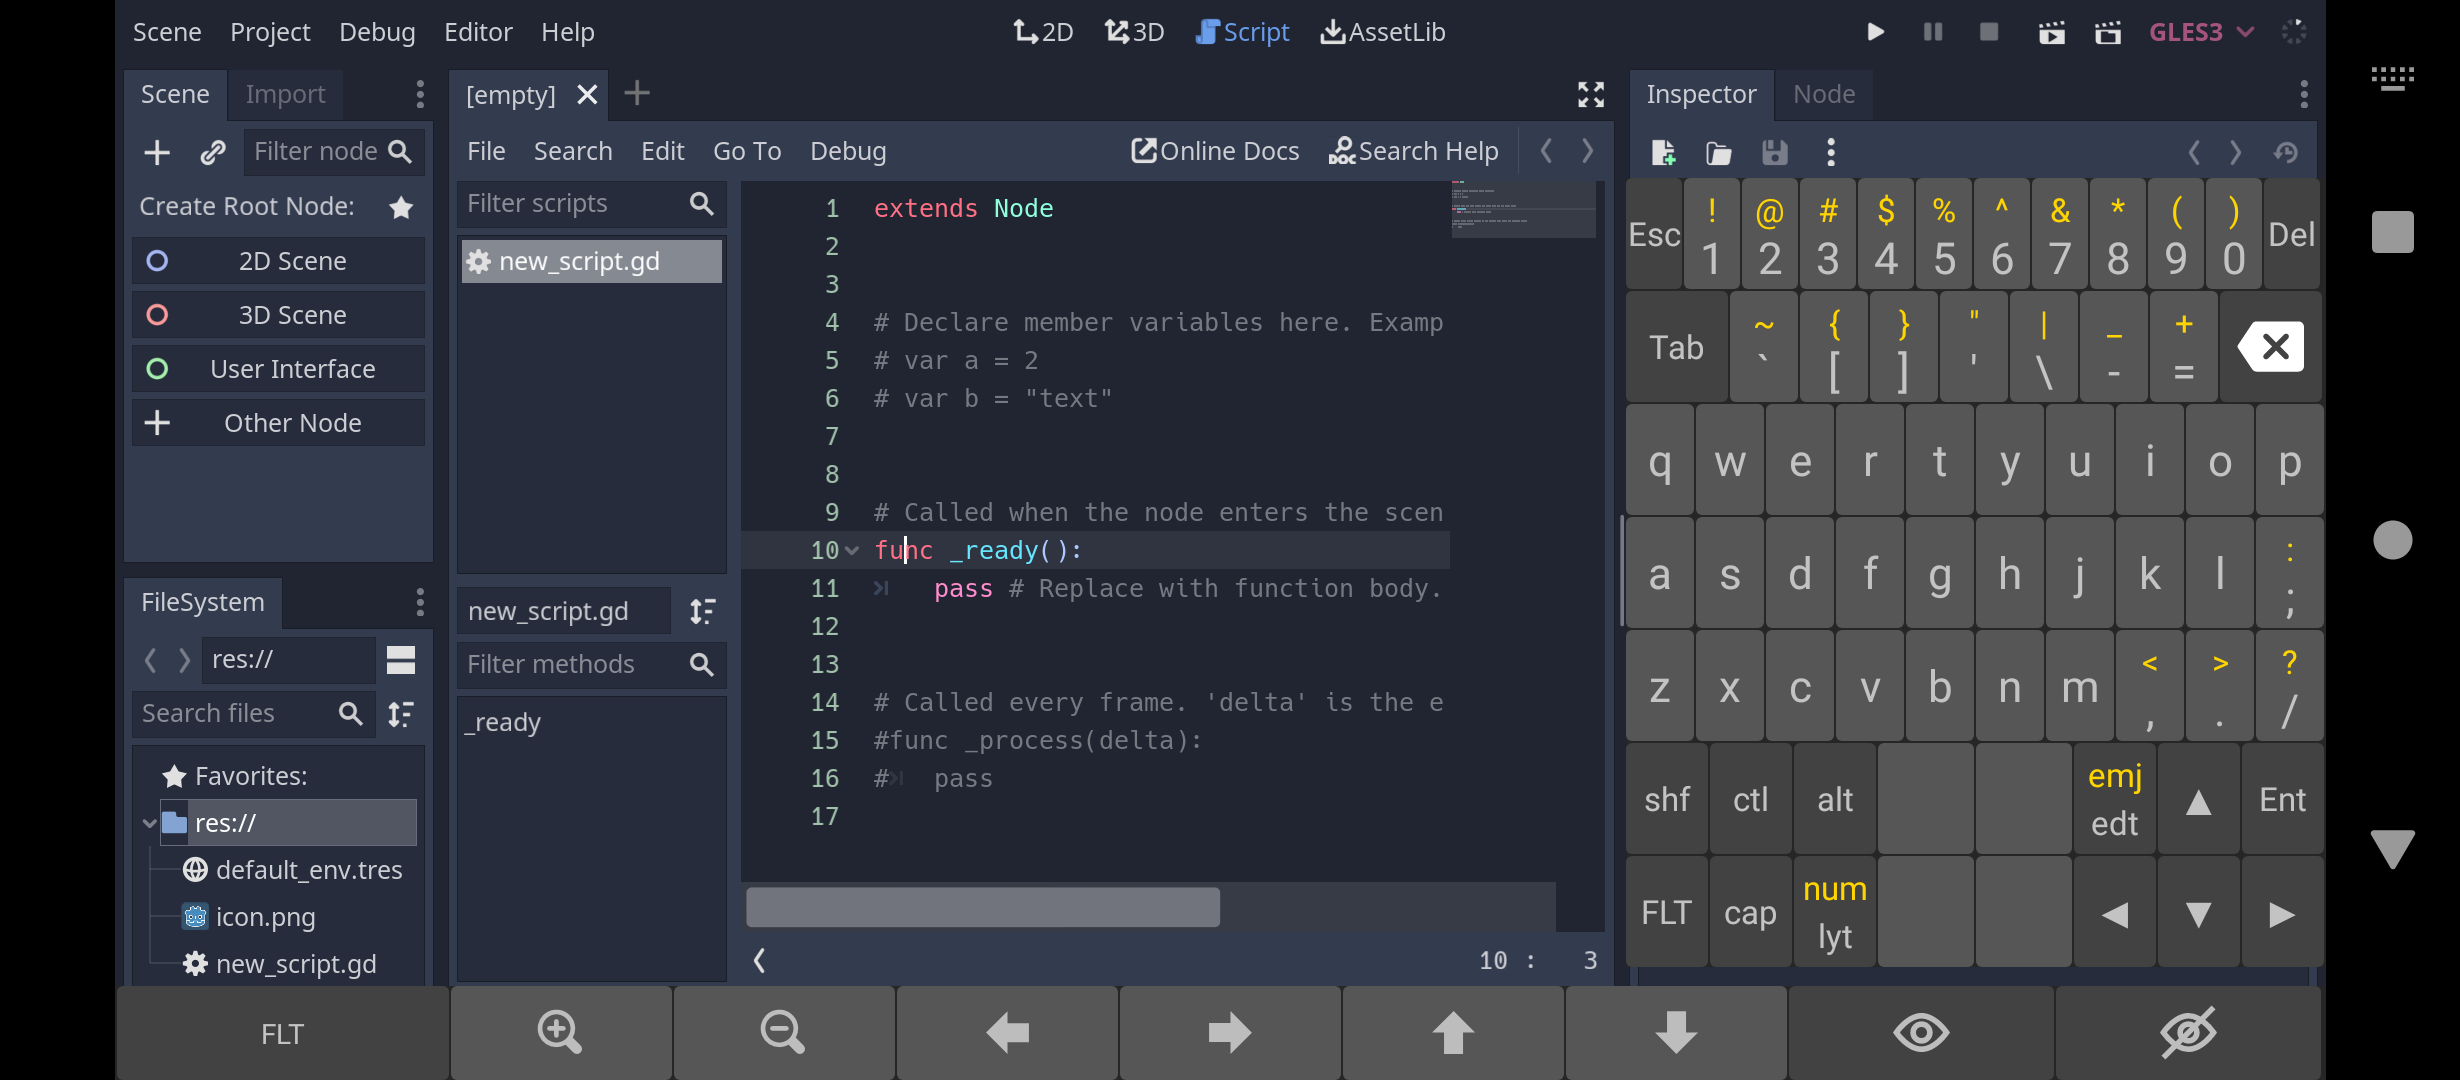 Scene Project Debug Editor Help 2D 3D Script AssetLib GLES3
Scene Import
Filter node
Create Root Node:
2D Scene
3D Scene
User Interface
Other Node
FileSystem
res://
Search files
Favorites:
res://
default_env.tres
icon.png
new_script.gd
[empty]
File Search Edit Go To Debug Online Docs Search Help
Filter scripts
new_script.gd
new_script.gd
Filter methods
_ready
1 extends Node
2
3
4 # Declare member variables here. Examp
5 # var a = 2
6 # var b = "text"
7
8
9 # Called when the node enters the scen
10 func _ready():
11 pass # Replace with function body.
12
13
14 # Called every frame. 'delta' is the e
15 #func _process(delta):
16 # pass
17
10 : 3
Inspector Node
Esc ! 1 @ 2 # 3 $ 4 % 5 ^ 6 & 7 * 8 ( 9 ) 0 Del
Tab ~ ` { [ } ] " ' | \ _ - + =
q w e r t y u i o p
a s d f g h j k l : ;
z x c v b n m < , > . ? /
shf ctl alt emj edt ▲ Ent
FLT cap num lyt ◀ ▼ ▶
FLT